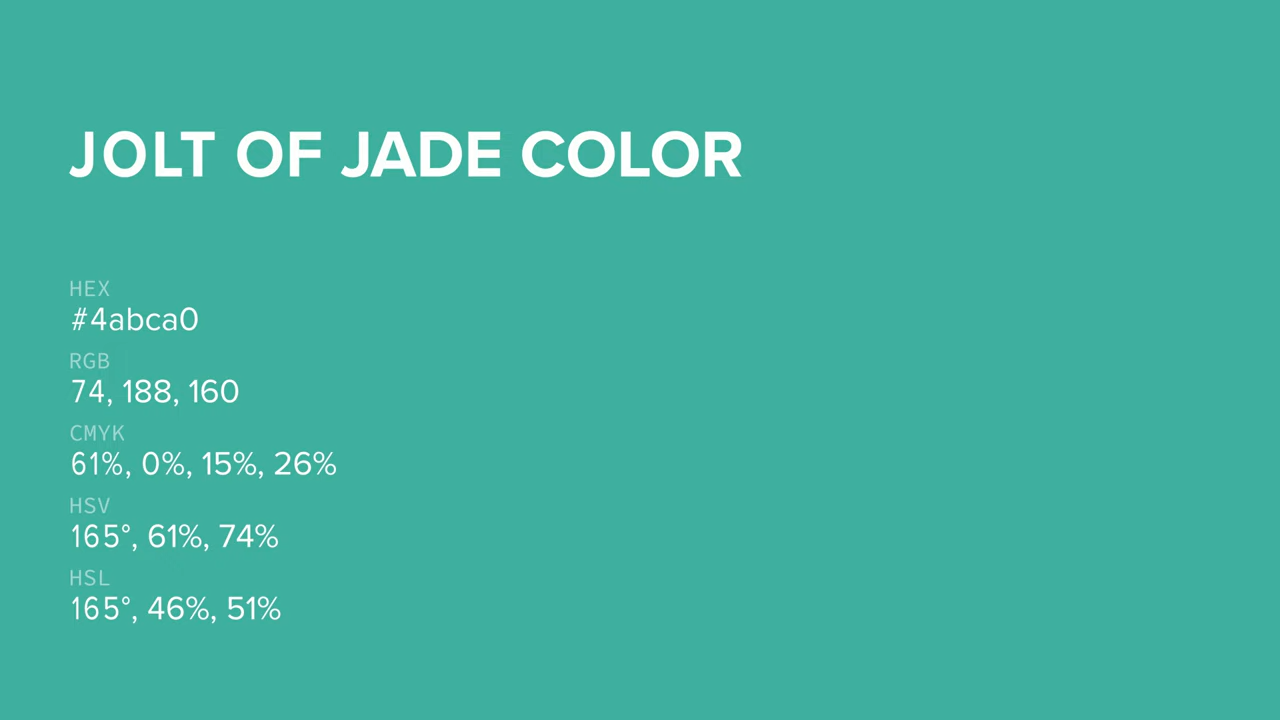 JOLT OF JADE COLOR
HEX
#4abca0
RGB
74, 188, 160
CMYK
61%, 0%, 15%, 26%
HSV
165°, 61%, 74%
HSL
165°, 46%, 51%